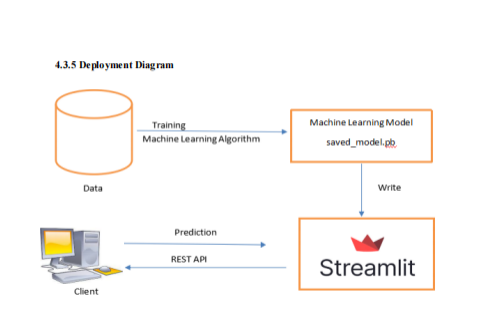 4.3.5 Deployment Diagram
Training
Machine Learning Algorithm
Machine Learning Model
saved_model.pb
Data
Write
Prediction
REST API
Streamlit
Client